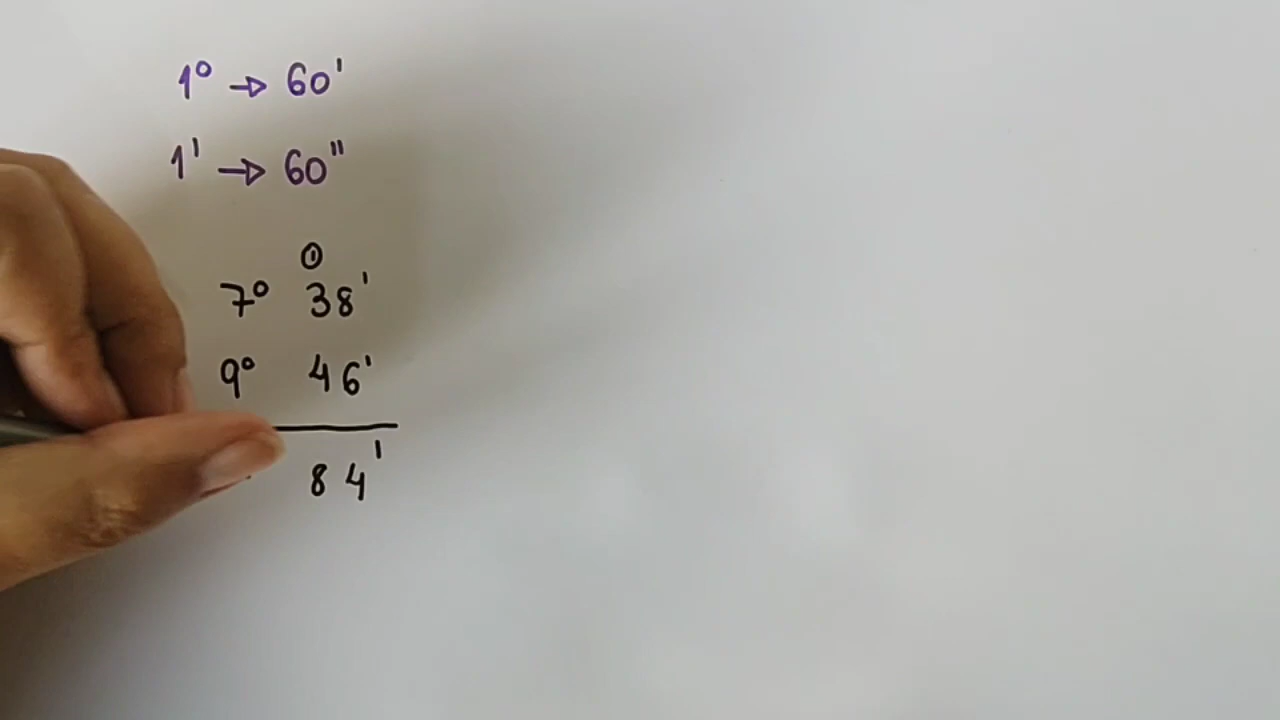 1° → 60'
1' → 60"
①
7° 38'
9° 46'
84'